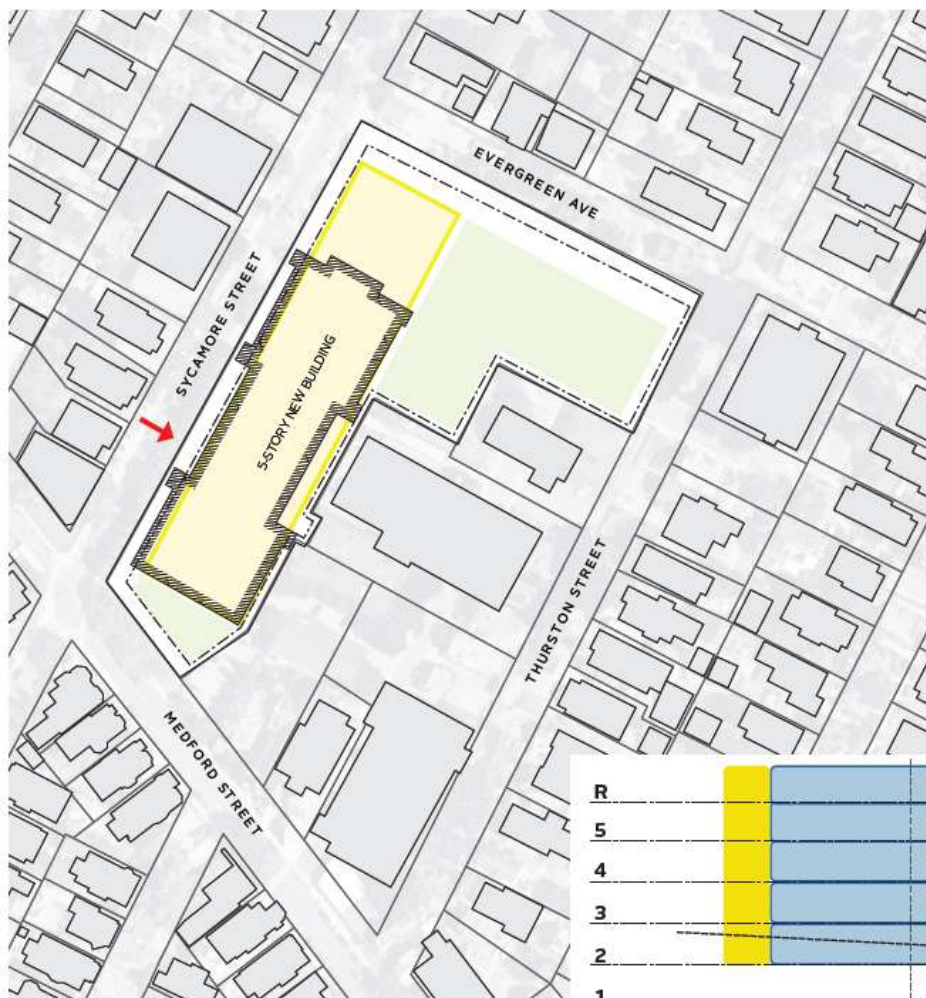 EVERGREEN AVE
SYCAMORE STREET
5-STORY NEW BUILDING
THURSTON STREET
MEDFORD STREET
R
5
4
3
2
1